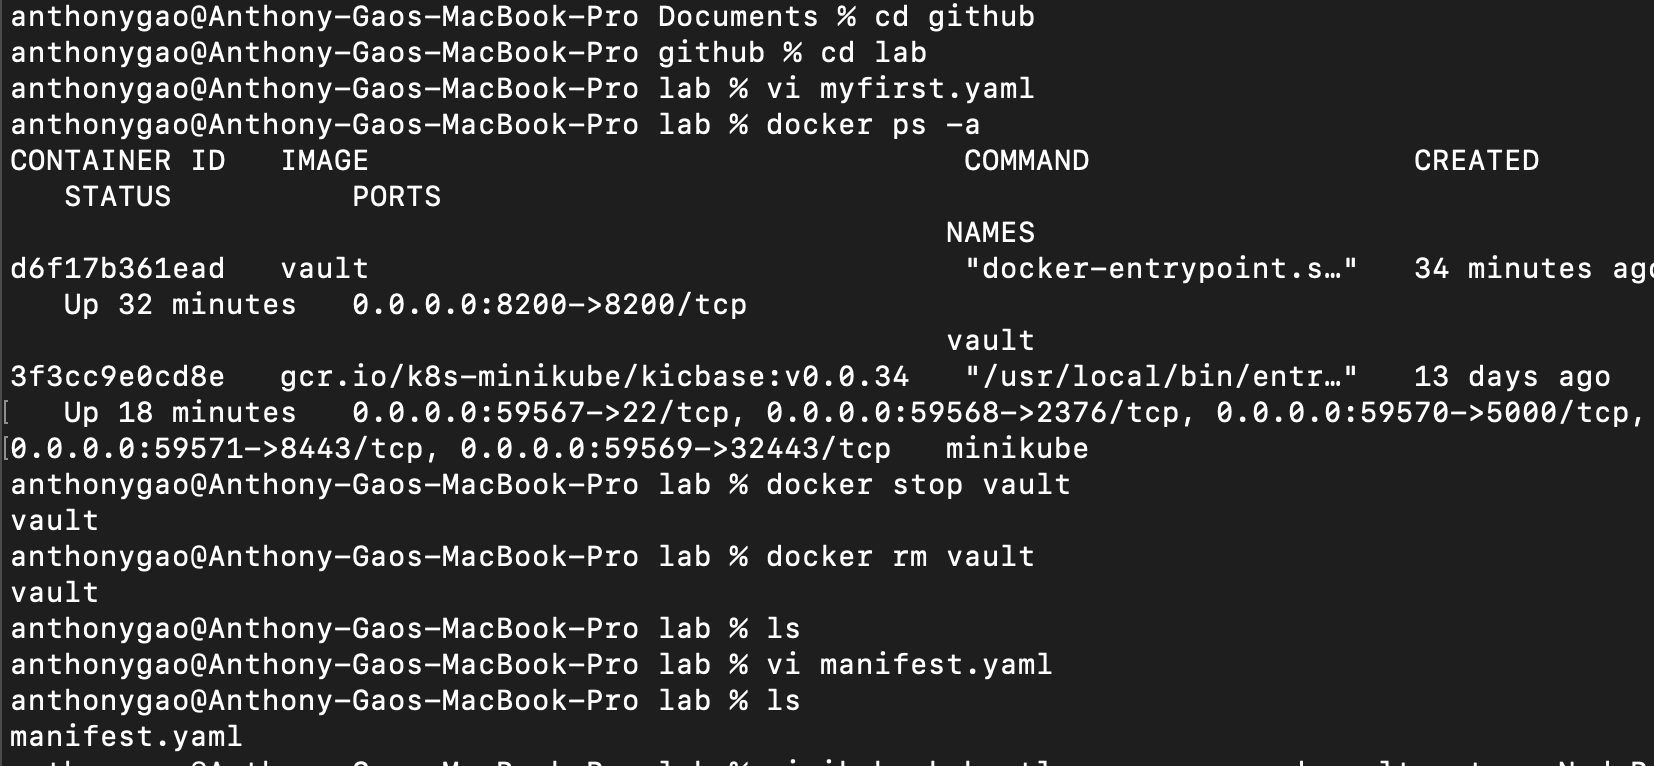 anthonygao@Anthony-Gaos-MacBook-Pro Documents % cd github
anthonygao@Anthony-Gaos-MacBook-Pro github % cd lab
anthonygao@Anthony-Gaos-MacBook-Pro lab % vi myfirst.yaml
anthonygao@Anthony-Gaos-MacBook-Pro lab % docker ps -a
CONTAINER ID   IMAGE                                 COMMAND                  CREATED
   STATUS          PORTS
                                                    NAMES
d6f17b361ead   vault                                 "docker-entrypoint.s…"   34 minutes ago
   Up 32 minutes   0.0.0.0:8200->8200/tcp
                                                    vault
3f3cc9e0cd8e   gcr.io/k8s-minikube/kicbase:v0.0.34   "/usr/local/bin/entr…"   13 days ago
   Up 18 minutes   0.0.0.0:59567->22/tcp, 0.0.0.0:59568->2376/tcp, 0.0.0.0:59570->5000/tcp,
0.0.0.0:59571->8443/tcp, 0.0.0.0:59569->32443/tcp   minikube
anthonygao@Anthony-Gaos-MacBook-Pro lab % docker stop vault
vault
anthonygao@Anthony-Gaos-MacBook-Pro lab % docker rm vault
vault
anthonygao@Anthony-Gaos-MacBook-Pro lab % ls
anthonygao@Anthony-Gaos-MacBook-Pro lab % vi manifest.yaml
anthonygao@Anthony-Gaos-MacBook-Pro lab % ls
manifest.yaml